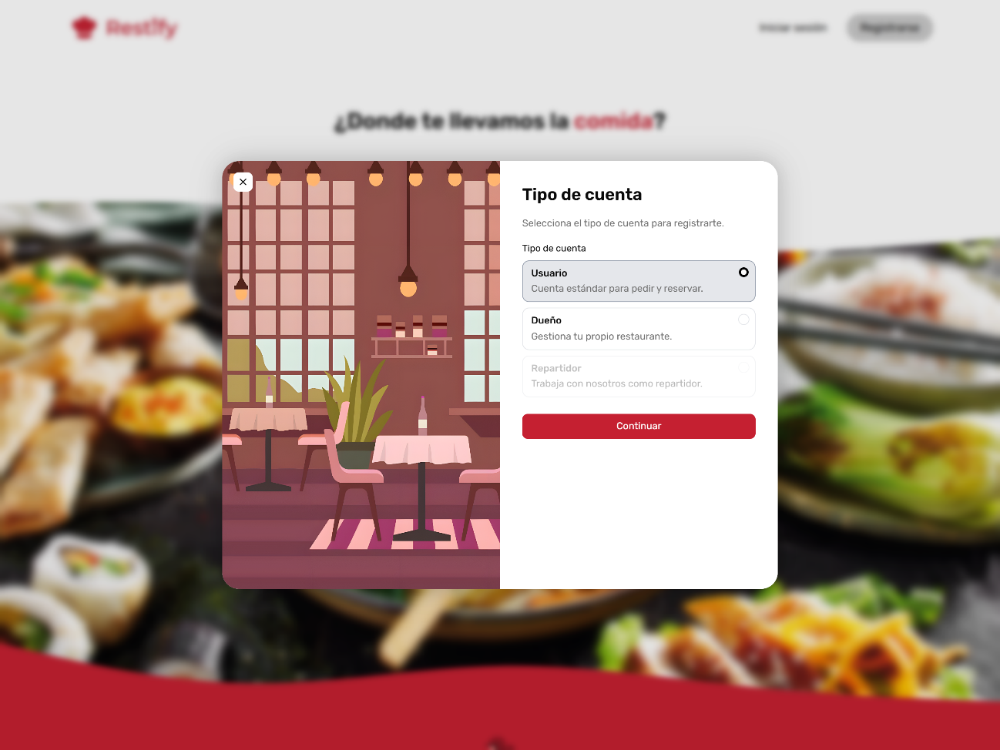 Rest!fy
Iniciar sesión
Registrarse
¿Donde te llevamos la comida?
Tipo de cuenta
Selecciona el tipo de cuenta para registrarte.
Tipo de cuenta
Usuario
Cuenta estándar para pedir y reservar.
Dueño
Gestiona tu propio restaurante.
Repartidor
Trabaja con nosotros como repartidor.
Continuar